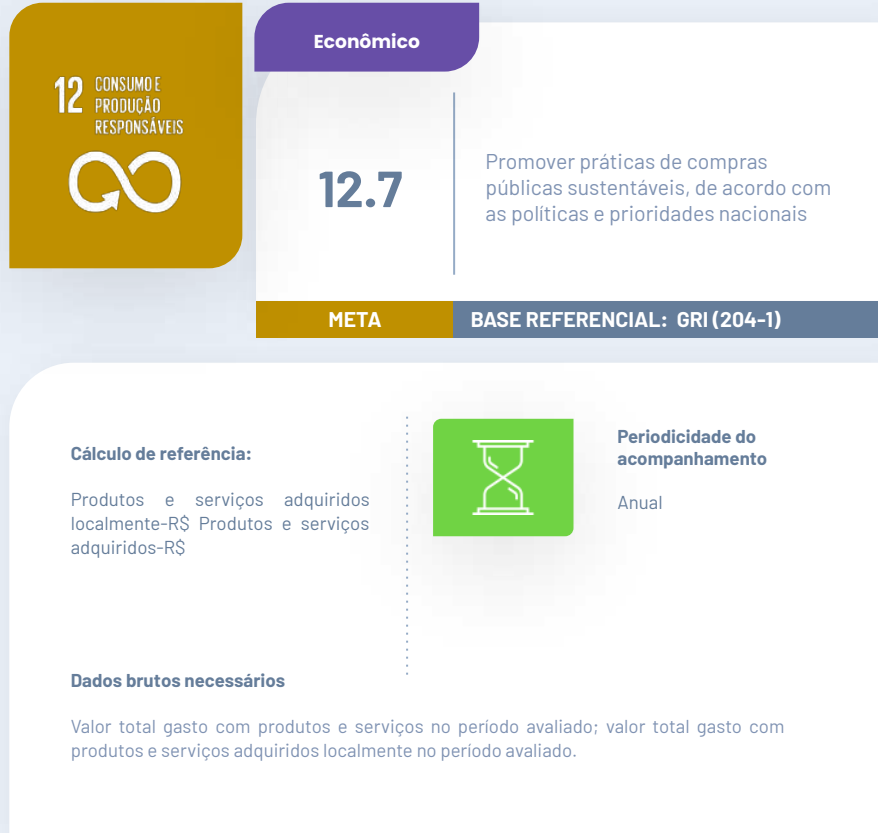 12 CONSUMO E
PRODUÇÃO
RESPONSÁVEIS
Econômico
12.7
Promover práticas de compras
públicas sustentáveis, de acordo com
as políticas e prioridades nacionais
META
BASE REFERENCIAL: GRI (204-1)
Cálculo de referência:
Produtos e serviços adquiridos
localmente-R$ Produtos e serviços
adquiridos-R$
Periodicidade do
acompanhamento
Anual
Dados brutos necessários
Valor total gasto com produtos e serviços no período avaliado; valor total gasto com
produtos e serviços adquiridos localmente no período avaliado.